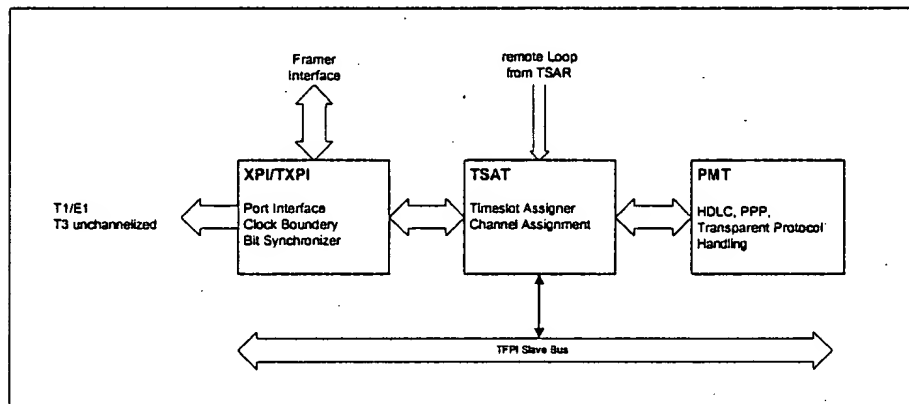 Framer
Interface
remote Loop
from TSAR
XPI/TXPI
Port Interface
Clock Boundary
Bit Synchronizer
TSAT
Timeslot Assigner
Channel Assignment
PMT
HDLC, PPP,
Transparent Protocol
Handling
T1/E1
T3 unchannelized
TFPI Slave Bus